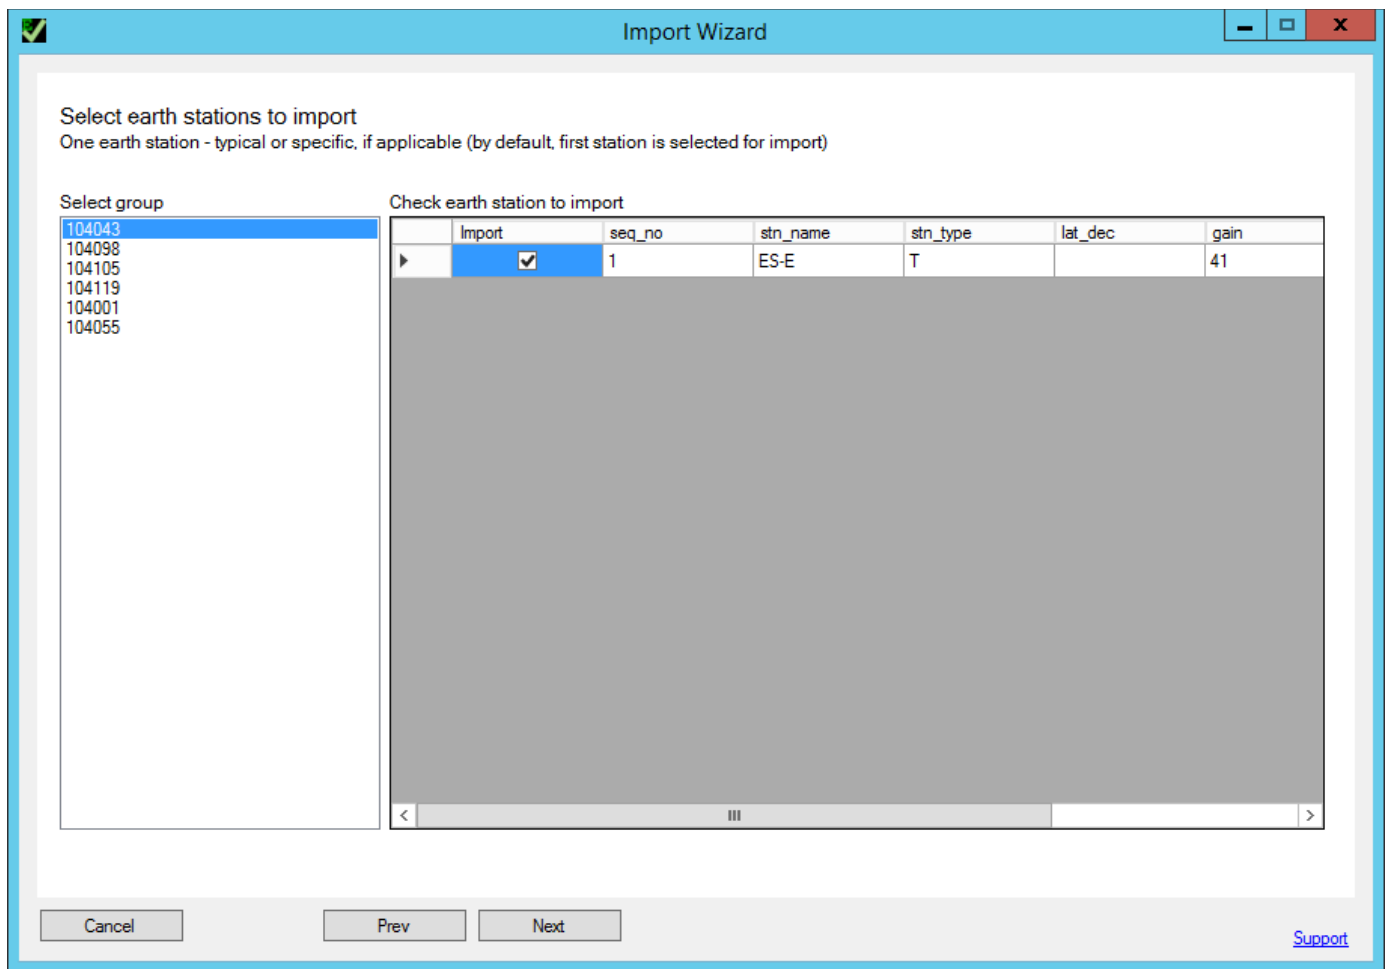 Import Wizard
Select earth stations to import
One earth station - typical or specific, if applicable (by default, first station is selected for import)
Select group
104043
104098
104105
104119
104001
104055
Check earth station to import
Import seq_no stn_name stn_type lat_dec gain
1 ES-E T 41
Cancel Prev Next
Support